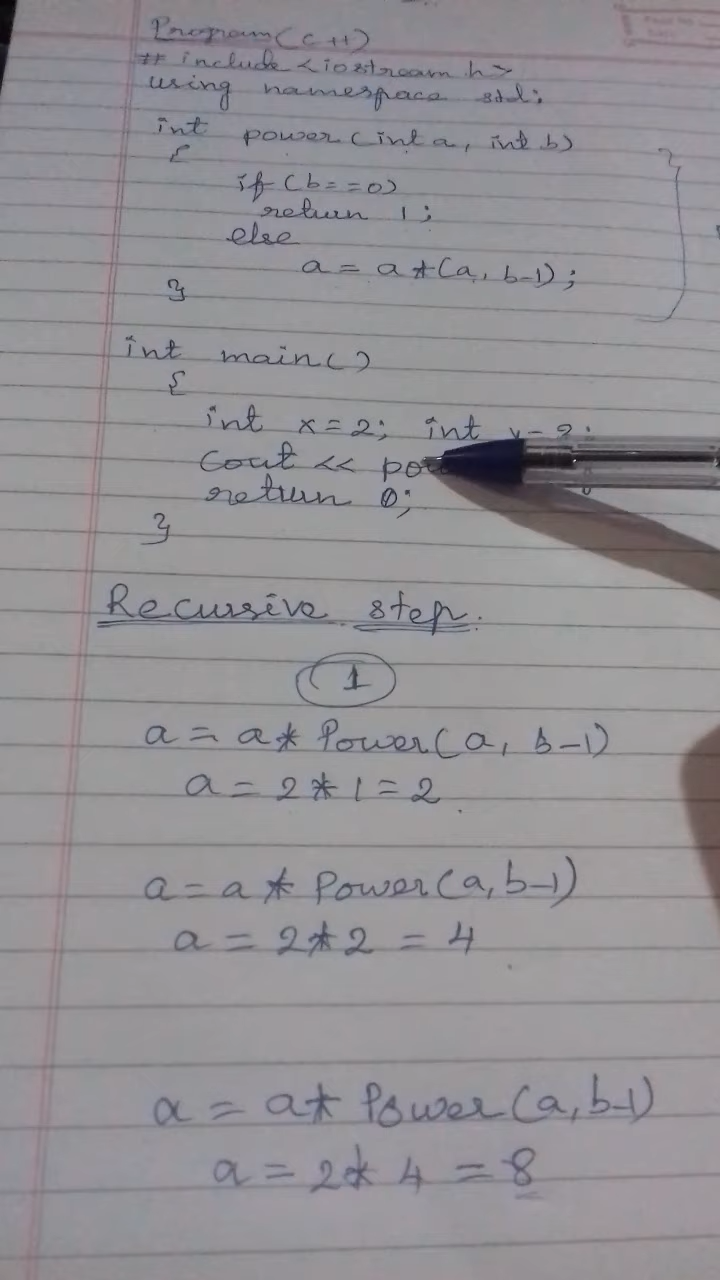 Program(c++)
# include <iostream.h>
using namespace std;
int power(int a, int b)
{
if(b==0)
return 1;
else
a = a*(a, b-1);
}
int main()
{
int x=2; int
cout <<
return 0;
}
Recursive step.
1
a = a* Power(a, b-1)
a = 2*1=2
a = a* Power(a,b-1)
a = 2*2 = 4
a = a* Power(a,b-1)
a = 2* 4 = 8